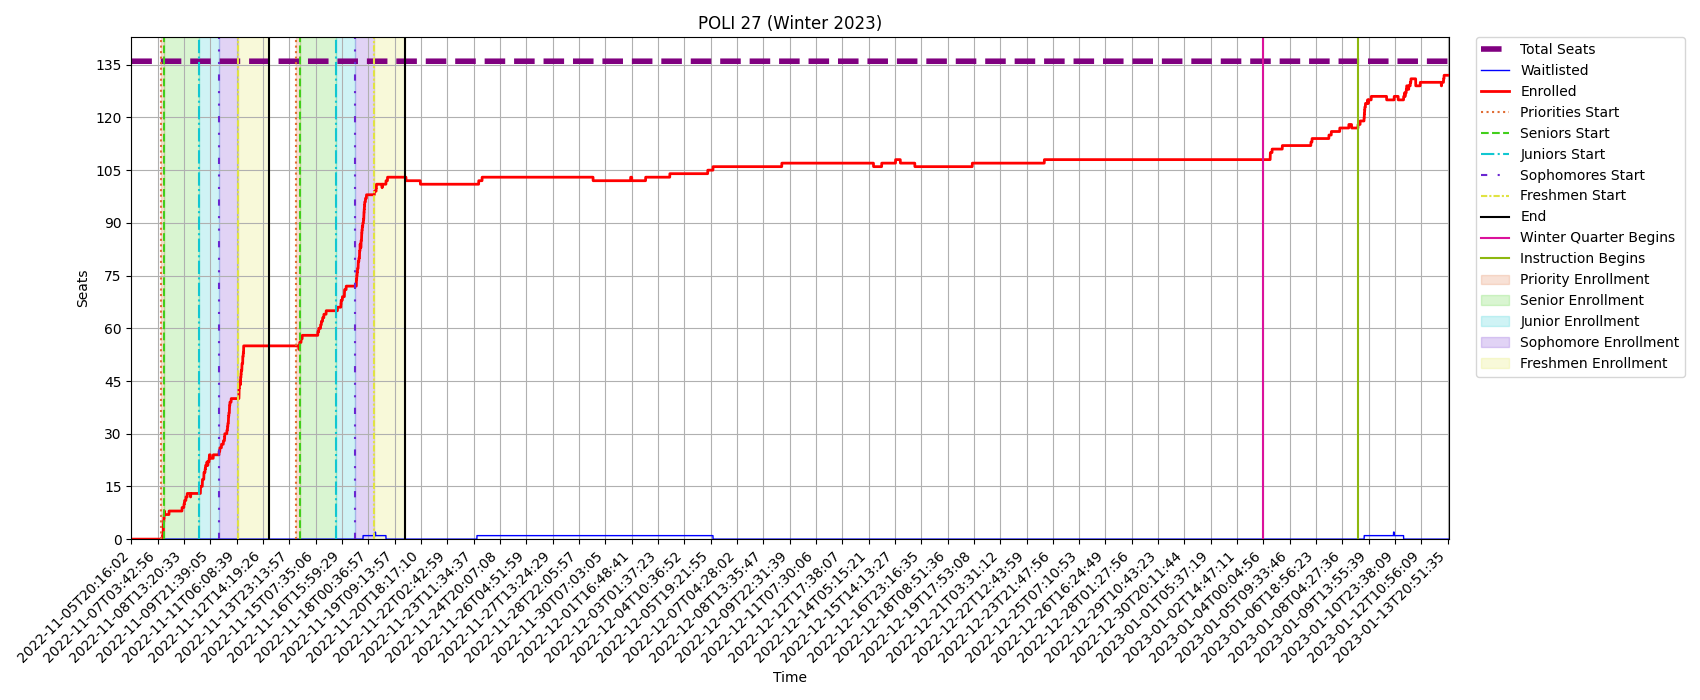 POLI 27 (Winter 2023)
Seats
135
120
105
90
75
60
45
30
15
0
2022-11-05T20:16:02
2022-11-07T03:42:56
2022-11-08T13:20:33
2022-11-09T21:39:05
2022-11-11T06:08:39
2022-11-12T14:19:26
2022-11-13T23:13:57
2022-11-15T07:35:06
2022-11-16T15:59:29
2022-11-18T00:36:57
2022-11-19T09:13:57
2022-11-20T18:17:10
2022-11-22T02:42:59
2022-11-23T11:34:37
2022-11-24T20:07:08
2022-11-26T04:51:59
2022-11-27T13:24:29
2022-11-28T22:05:57
2022-11-30T07:03:05
2022-12-01T16:48:41
2022-12-03T01:37:23
2022-12-04T10:36:52
2022-12-05T19:21:55
2022-12-07T04:28:02
2022-12-08T13:35:47
2022-12-09T22:31:39
2022-12-11T07:30:06
2022-12-12T17:38:07
2022-12-14T05:15:21
2022-12-15T14:13:27
2022-12-16T23:16:35
2022-12-18T08:51:36
2022-12-19T17:53:08
2022-12-21T03:31:12
2022-12-22T12:43:59
2022-12-23T21:47:56
2022-12-25T07:10:53
2022-12-26T16:24:49
2022-12-28T01:27:56
2022-12-29T10:43:23
2022-12-30T20:11:44
2023-01-01T05:37:19
2023-01-02T14:47:11
2023-01-04T00:04:56
2023-01-05T09:33:46
2023-01-06T18:56:23
2023-01-08T04:27:36
2023-01-09T13:55:39
2023-01-10T23:38:09
2023-01-12T10:56:09
2023-01-13T20:51:35
Time
Total Seats
Waitlisted
Enrolled
Priorities Start
Seniors Start
Juniors Start
Sophomores Start
Freshmen Start
End
Winter Quarter Begins
Instruction Begins
Priority Enrollment
Senior Enrollment
Junior Enrollment
Sophomore Enrollment
Freshmen Enrollment